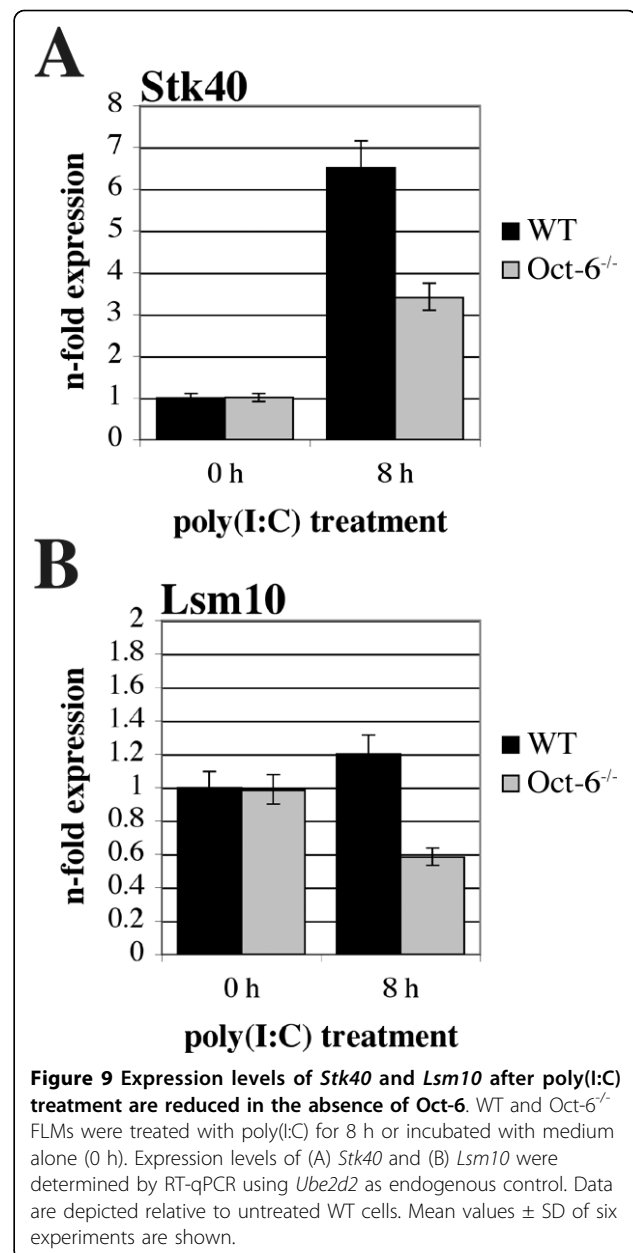 A
Stk40
8
7
6
5
4
3
2
1
0
n-fold expression
WT
Oct-6-/-
0 h 8 h
poly(I:C) treatment
B
Lsm10
2
1.8
1.6
1.4
1.2
1
0.8
0.6
0.4
0.2
0
n-fold expression
WT
Oct-6-/-
0 h 8 h
poly(I:C) treatment
Figure 9 Expression levels of Stk40 and Lsm10 after poly(I:C)
treatment are reduced in the absence of Oct-6. WT and Oct-6-/-
FLMs were treated with poly(I:C) for 8 h or incubated with medium
alone (0 h). Expression levels of (A) Stk40 and (B) Lsm10 were
determined by RT-qPCR using Ube2d2 as endogenous control. Data
are depicted relative to untreated WT cells. Mean values ± SD of six
experiments are shown.